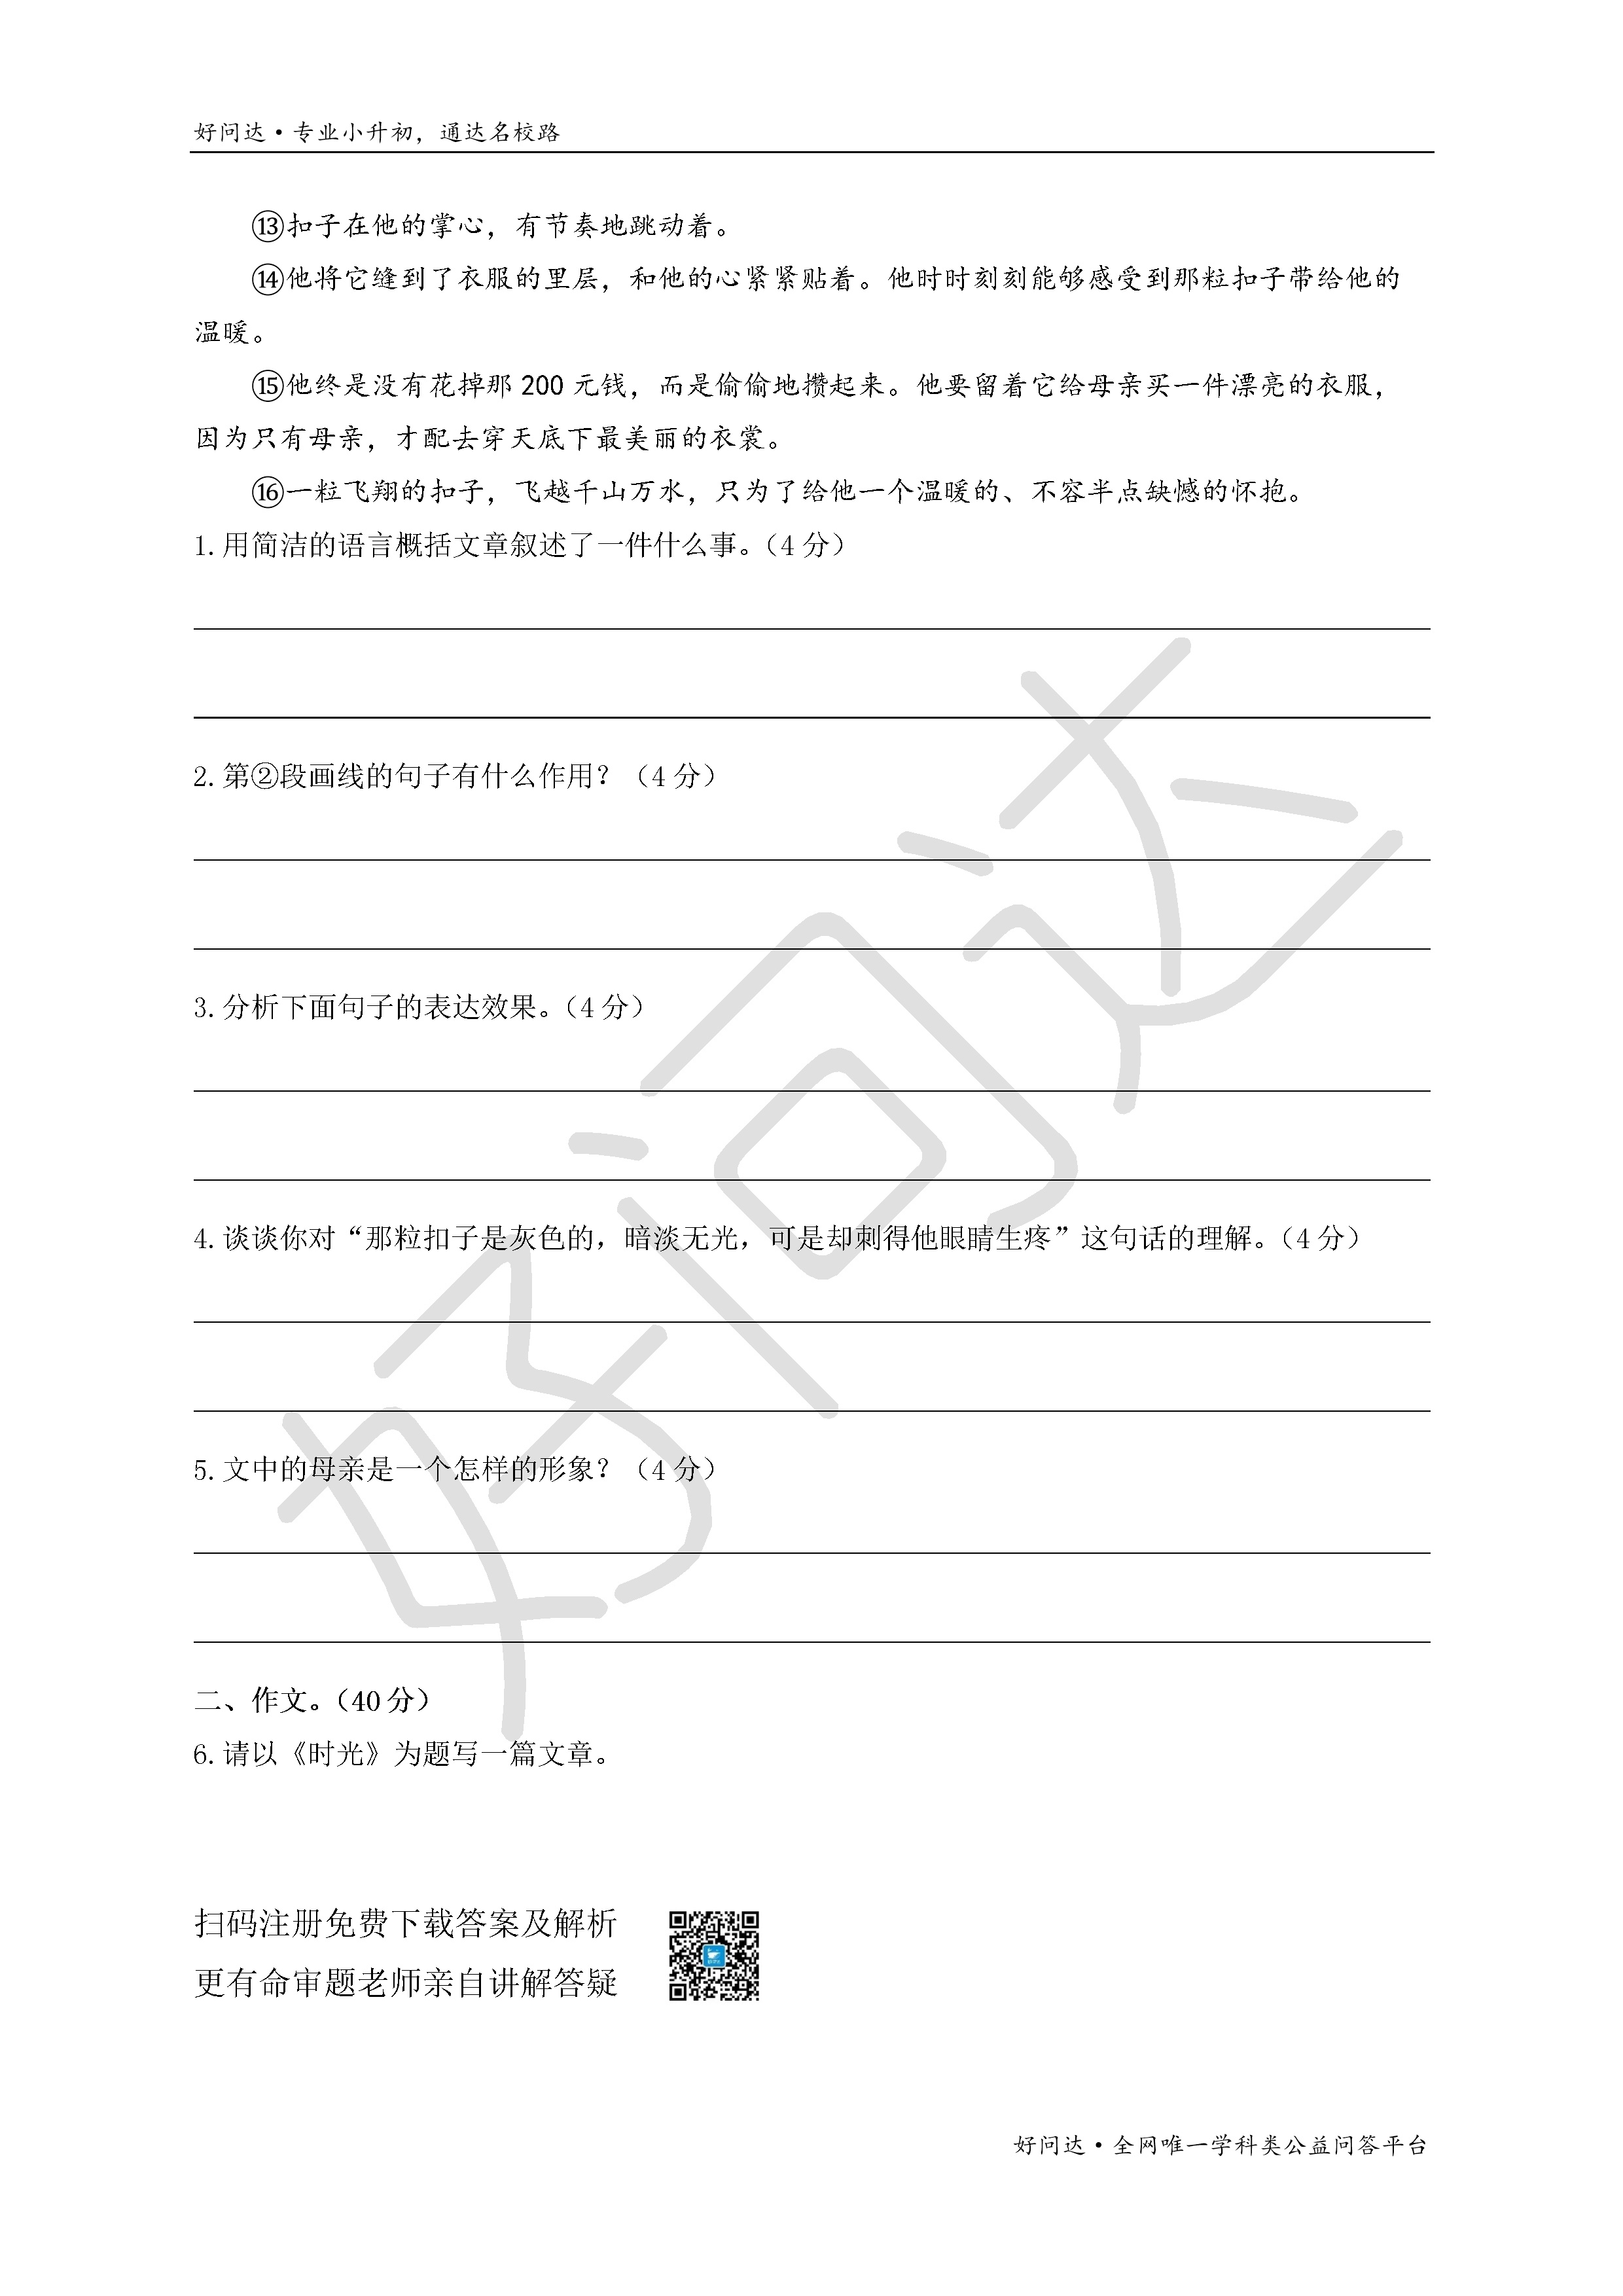 好问达·专业小升初，通达名校路
⑬扣子在他的掌心，有节奏地跳动着。
⑭他将它缝到了衣服的里层，和他的心紧紧贴着。他时时刻刻能够感受到那粒扣子带给他的
温暖。
⑮他终是没有花掉那 200 元钱，而是偷偷地攒起来。他要留着它给母亲买一件漂亮的衣服，
因为只有母亲，才配去穿天底下最美丽的衣裳。
⑯一粒飞翔的扣子，飞越千山万水，只为了给他一个温暖的、不容半点缺憾的怀抱。
1. 用简洁的语言概括文章叙述了一件什么事。（4 分）
2. 第②段画线的句子有什么作用？（4 分）
3. 分析下面句子的表达效果。（4 分）
4. 谈谈你对“那粒扣子是灰色的，暗淡无光，可是却刺得他眼睛生疼”这句话的理解。（4 分）
5. 文中的母亲是一个怎样的形象？（4 分）
二、作文。（40 分）
6. 请以《时光》为题写一篇文章。
扫码注册免费下载答案及解析
更有命审题老师亲自讲解答疑
好问达·全网唯一学科类公益问答平台
好问达